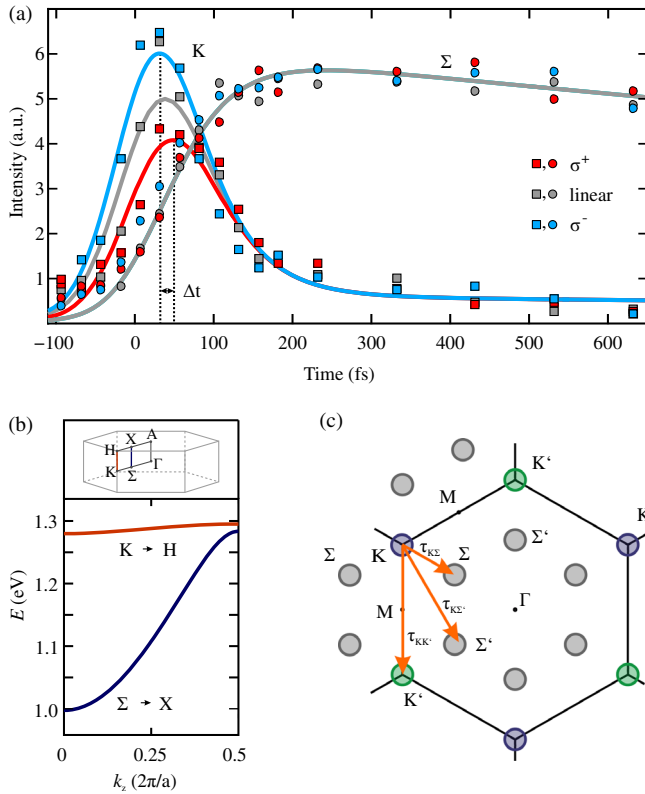 (a)
K
Σ
Intensity (a.u.)
6
5
4
3
2
1
σ+
linear
σ-
Δt
−100
0
100
200
300
400
500
600
Time (fs)
(b)
X
A
H
K
Σ
Γ
1.3
1.2
1.1
1.0
E (eV)
K → H
Σ → X
0
0.25
0.5
kz (2π/a)
(c)
K‘
M
K
K
Σ‘
τKΣ
Σ
Σ
M
τKΣ‘
Γ
τKK‘
Σ‘
K‘